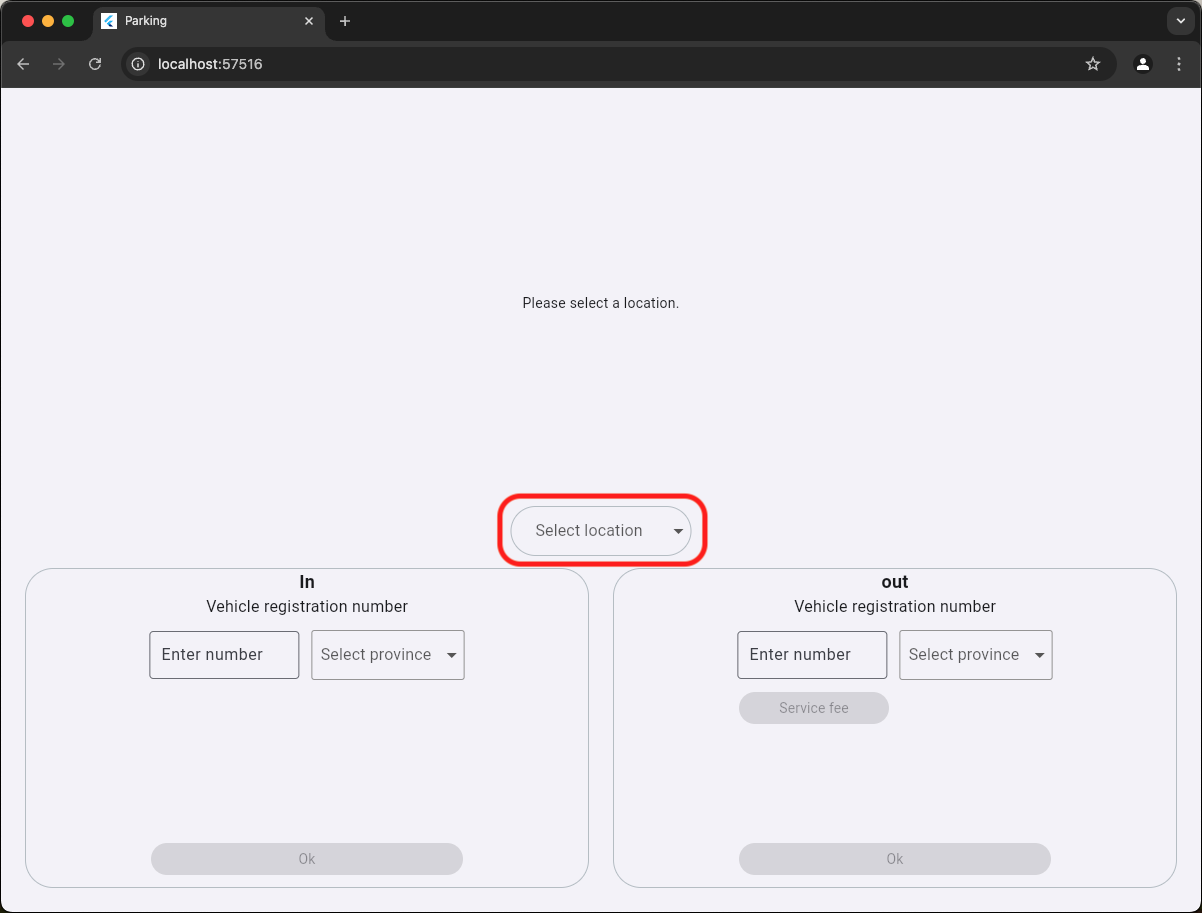 Parking
localhost:57516
Please select a location.
Select location
In
Vehicle registration number
Enter number
Select province
Ok
out
Vehicle registration number
Enter number
Select province
Service fee
Ok